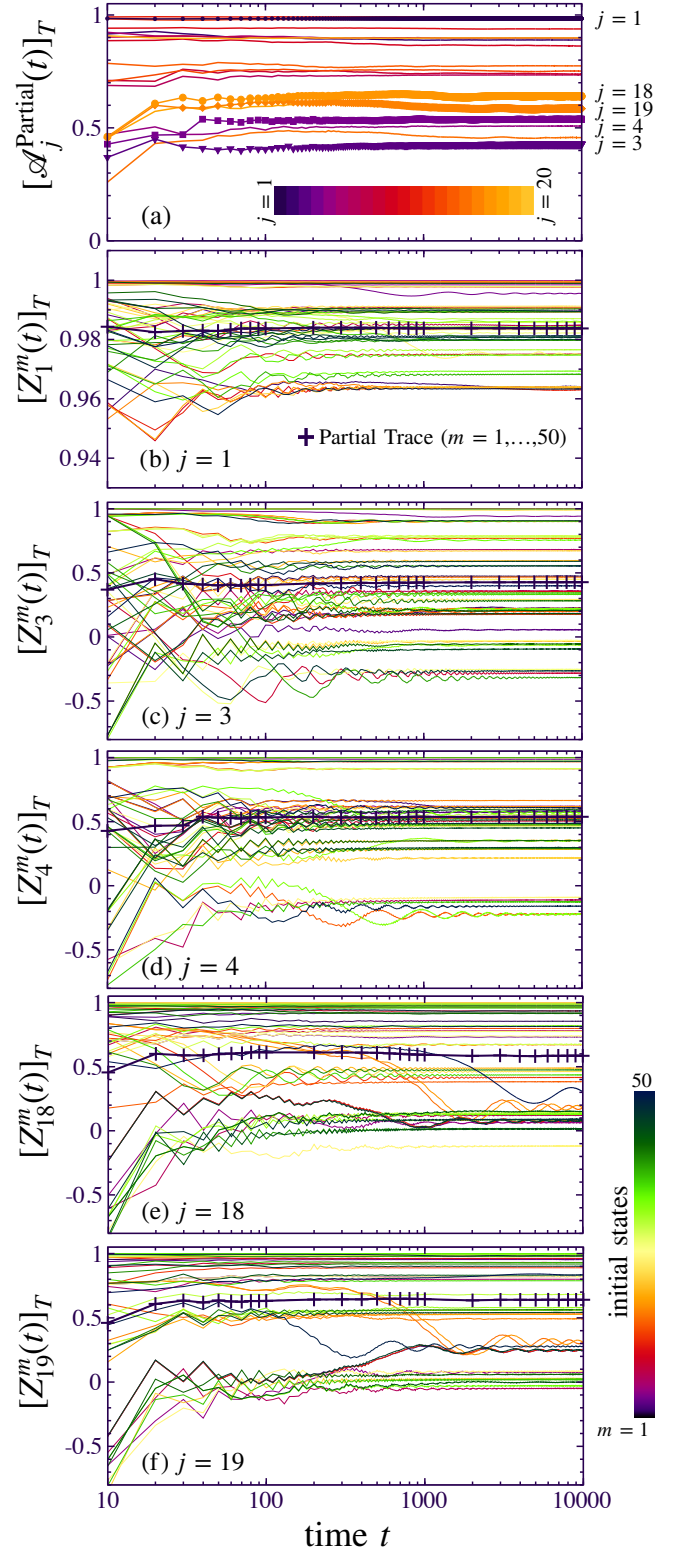 [𝒜_j^Partial(t)]_T
1
0.5
0
j = 1
j = 18
j = 19
j = 4
j = 3
j = 1
j = 20
(a)
[Z_1^m(t)]_T
1
0.98
0.96
0.94
+ Partial Trace (m = 1,…,50)
(b) j = 1
[Z_3^m(t)]_T
1
0.5
0
-0.5
(c) j = 3
[Z_4^m(t)]_T
1
0.5
0
-0.5
(d) j = 4
[Z_18^m(t)]_T
1
0.5
0
-0.5
(e) j = 18
[Z_19^m(t)]_T
1
0.5
0
-0.5
(f) j = 19
50
initial states
m = 1
10
100
1000
10000
time t